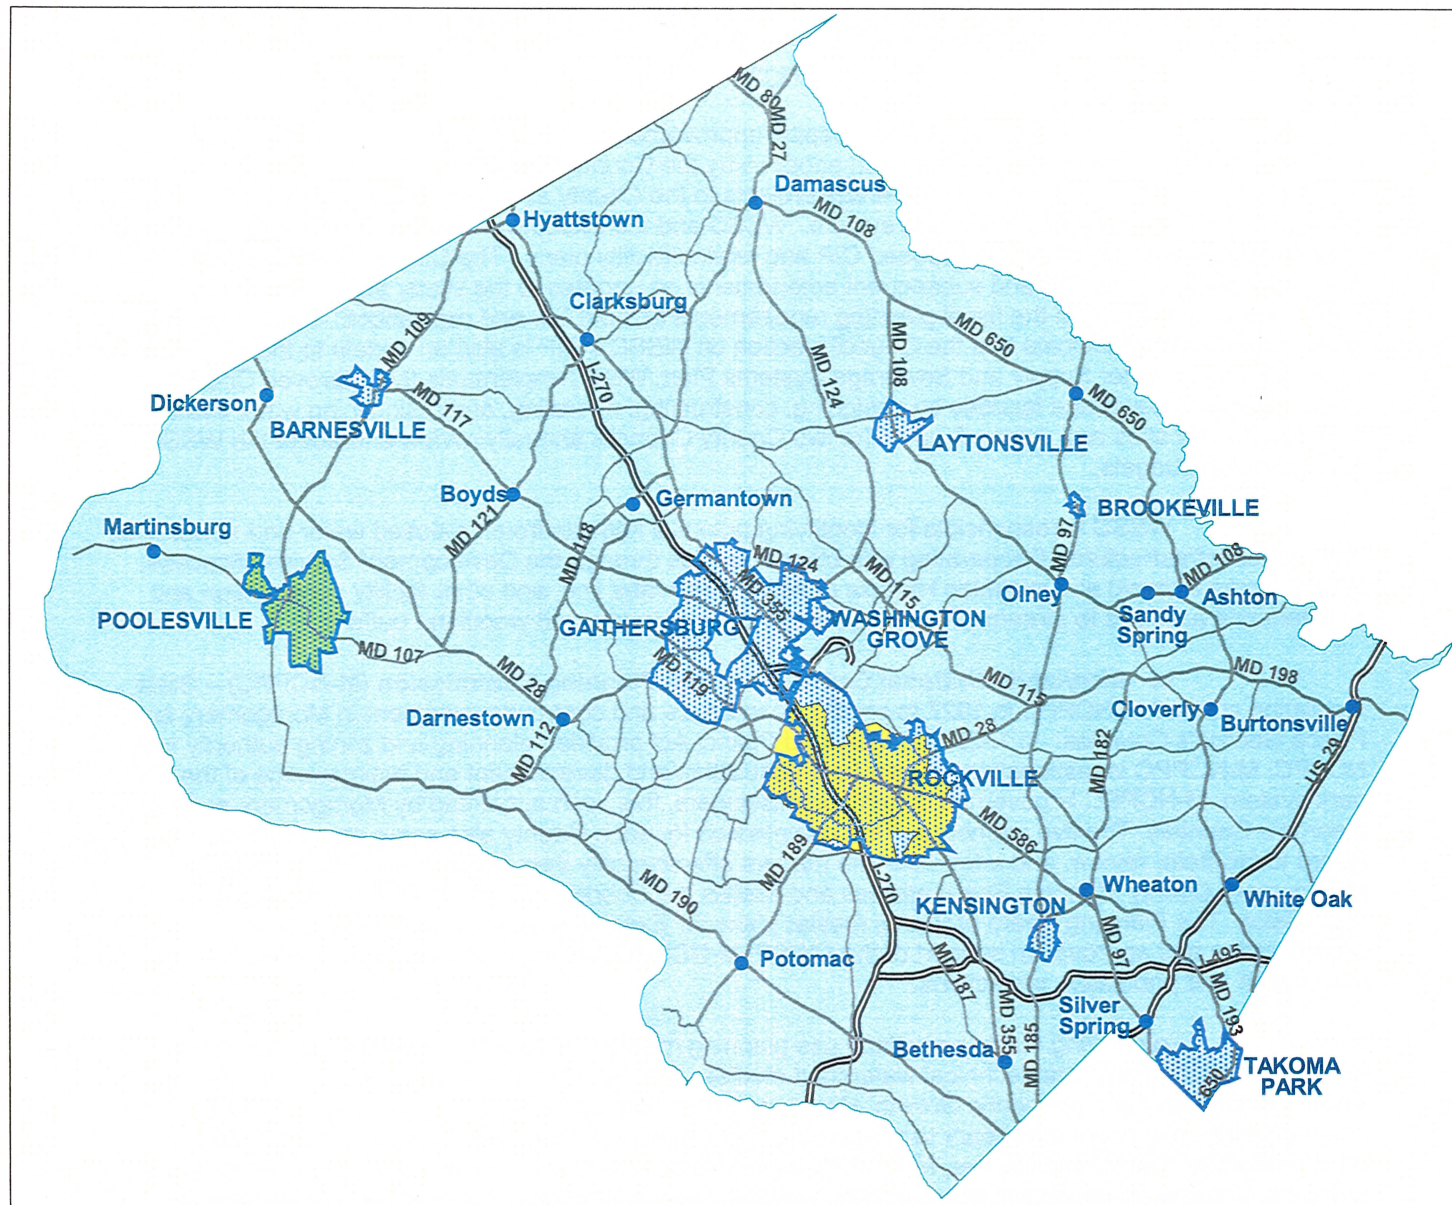 MD 80
MD 27
Damascus
MD 108
Hyattstown
Clarksburg
MD 109
I-270
MD 124
MD 108
MD 650
Dickerson
BARNESVILLE
MD 117
LAYTONSVILLE
MD 650
Boyds
Germantown
BROOKEVILLE
Martinsburg
MD 121
MD 118
MD 97
MD 124
MD 115
MD 108
MD 355
Olney
Sandy
Spring
Ashton
POOLESVILLE
GAITHERSBURG
WASHINGTON
GROVE
MD 107
MD 119
MD 28
MD 115
MD 198
Darnestown
MD 112
MD 28
MD 182
Cloverly
Burtonsville
US 29
ROCKVILLE
MD 586
MD 189
I-270
MD 190
KENSINGTON
Wheaton
White Oak
Potomac
MD 187
MD 97
I-495
MD 193
Silver
Spring
MD 355
MD 185
Bethesda
650
TAKOMA
PARK